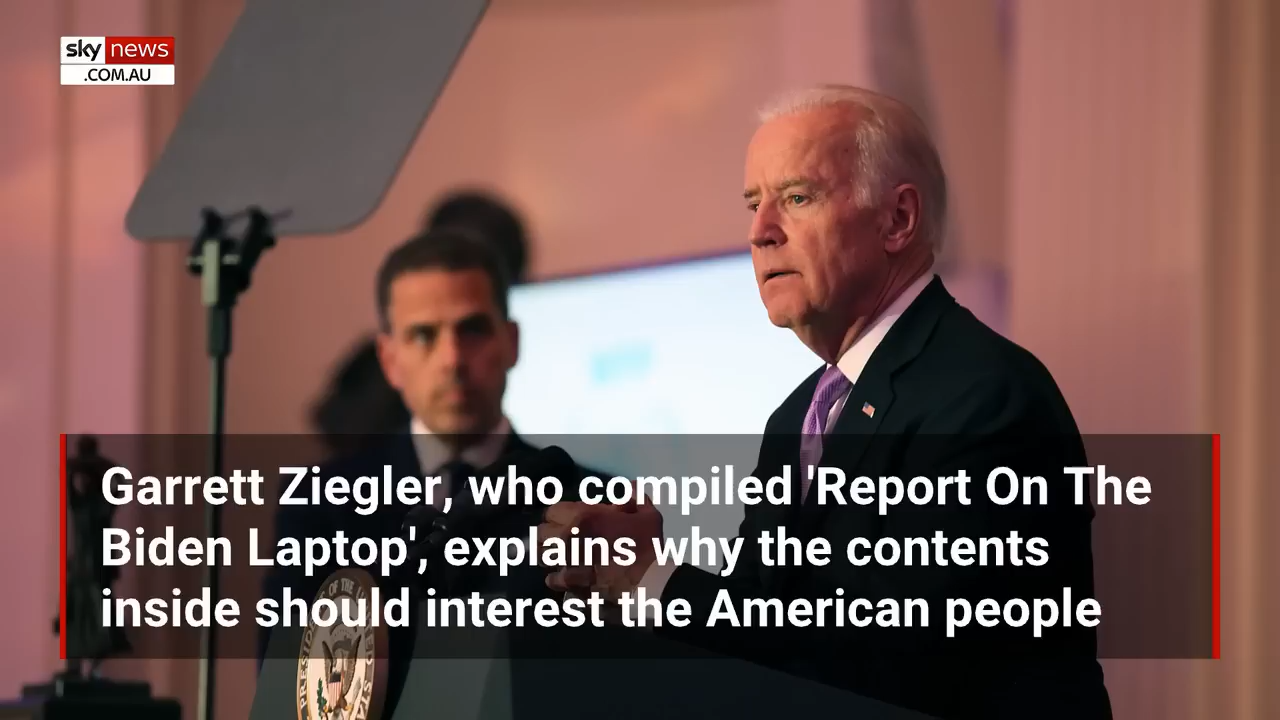 sky news
.COM.AU
Garrett Ziegler, who compiled 'Report On The
Biden Laptop', explains why the contents
inside should interest the American people